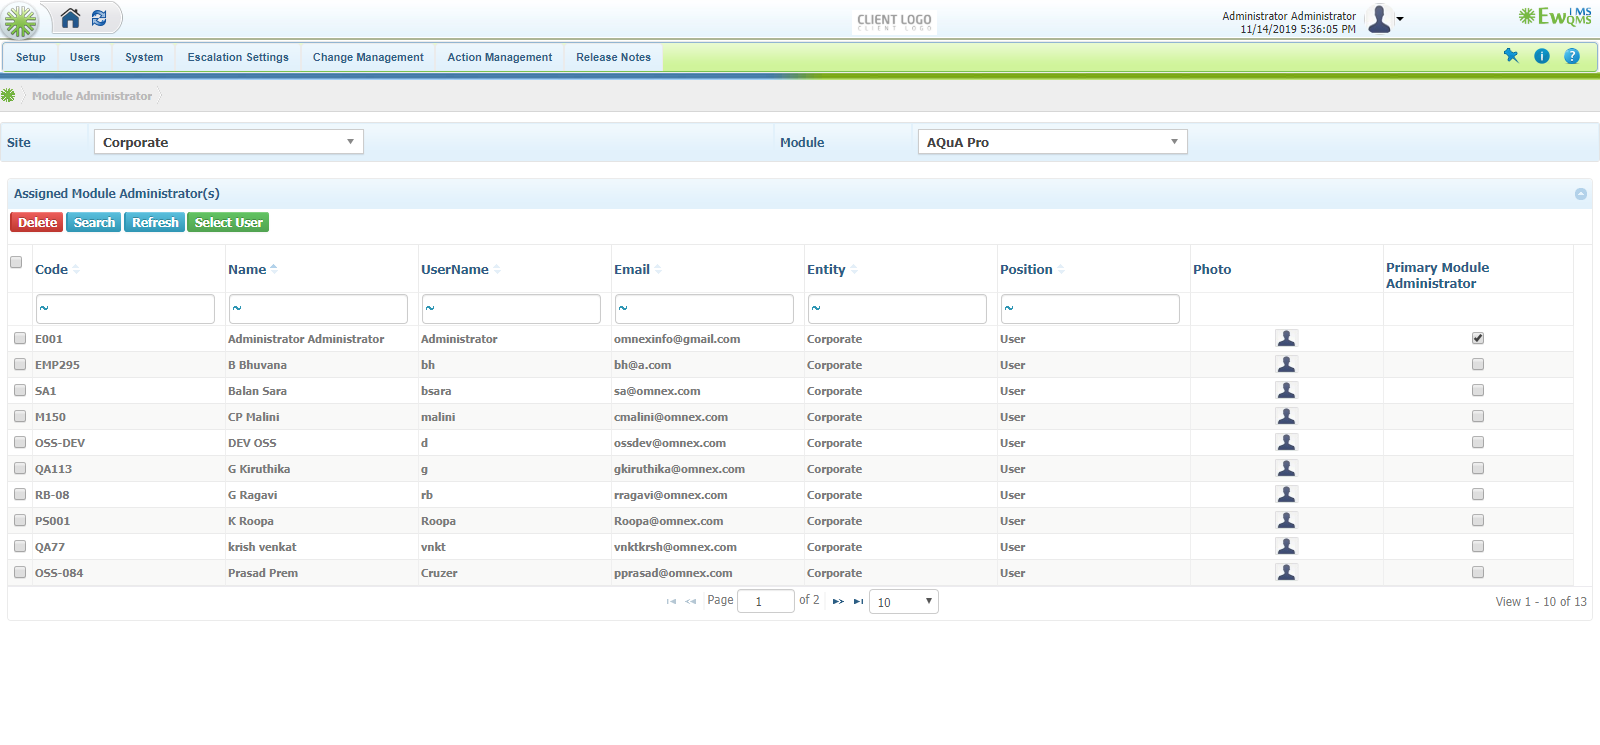 CLIENT LOGO
CLIENT LOGO
Administrator Administrator
11/14/2019 5:36:05 PM
EwQMS IMS
Setup Users System Escalation Settings Change Management Action Management Release Notes
Module Administrator
Site Corporate Module AQuA Pro
Assigned Module Administrator(s)
Delete Search Refresh Select User
Code Name UserName Email Entity Position Photo Primary Module Administrator
~ ~ ~ ~ ~ ~
E001 Administrator Administrator Administrator omnexinfo@gmail.com Corporate User
EMP295 B Bhuvana bh bh@a.com Corporate User
SA1 Balan Sara bsara sa@omnex.com Corporate User
M150 CP Malini malini cmalini@omnex.com Corporate User
OSS-DEV DEV OSS d ossdev@omnex.com Corporate User
QA113 G Kiruthika g gkiruthika@omnex.com Corporate User
RB-08 G Ragavi rb rragavi@omnex.com Corporate User
PS001 K Roopa Roopa Roopa@omnex.com Corporate User
QA77 krish venkat vnkt vnktkrsh@omnex.com Corporate User
OSS-084 Prasad Prem Cruzer pprasad@omnex.com Corporate User
Page 1 of 2 10 View 1 - 10 of 13